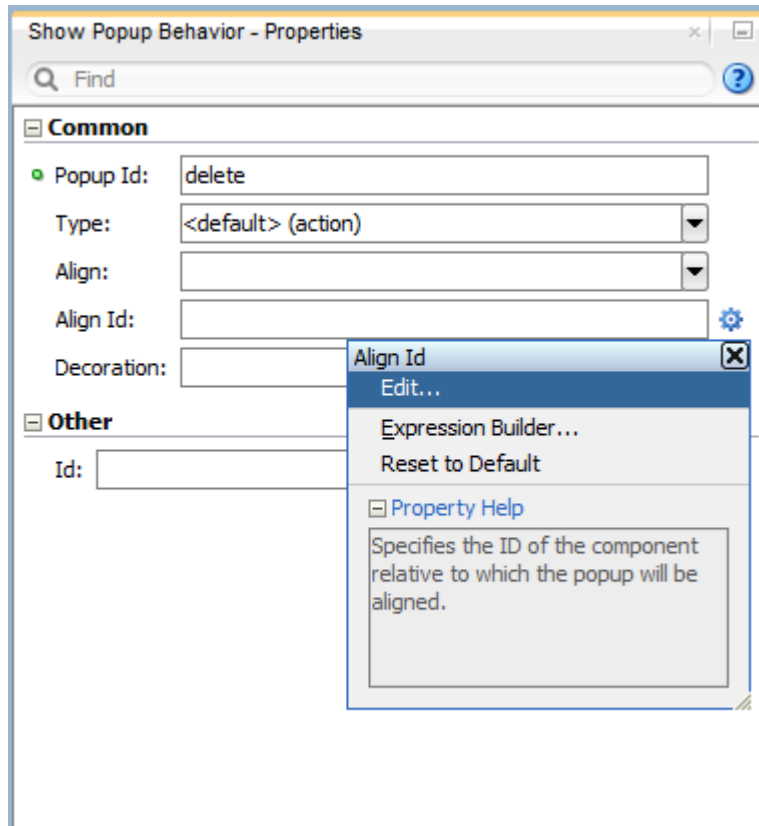 Show Popup Behavior - Properties
Find
Common
Popup Id: delete
Type: <default> (action)
Align:
Align Id:
Decoration:
Align Id
Edit...
Expression Builder...
Reset to Default
Property Help
Specifies the ID of the component
relative to which the popup will be
aligned.
Other
Id: